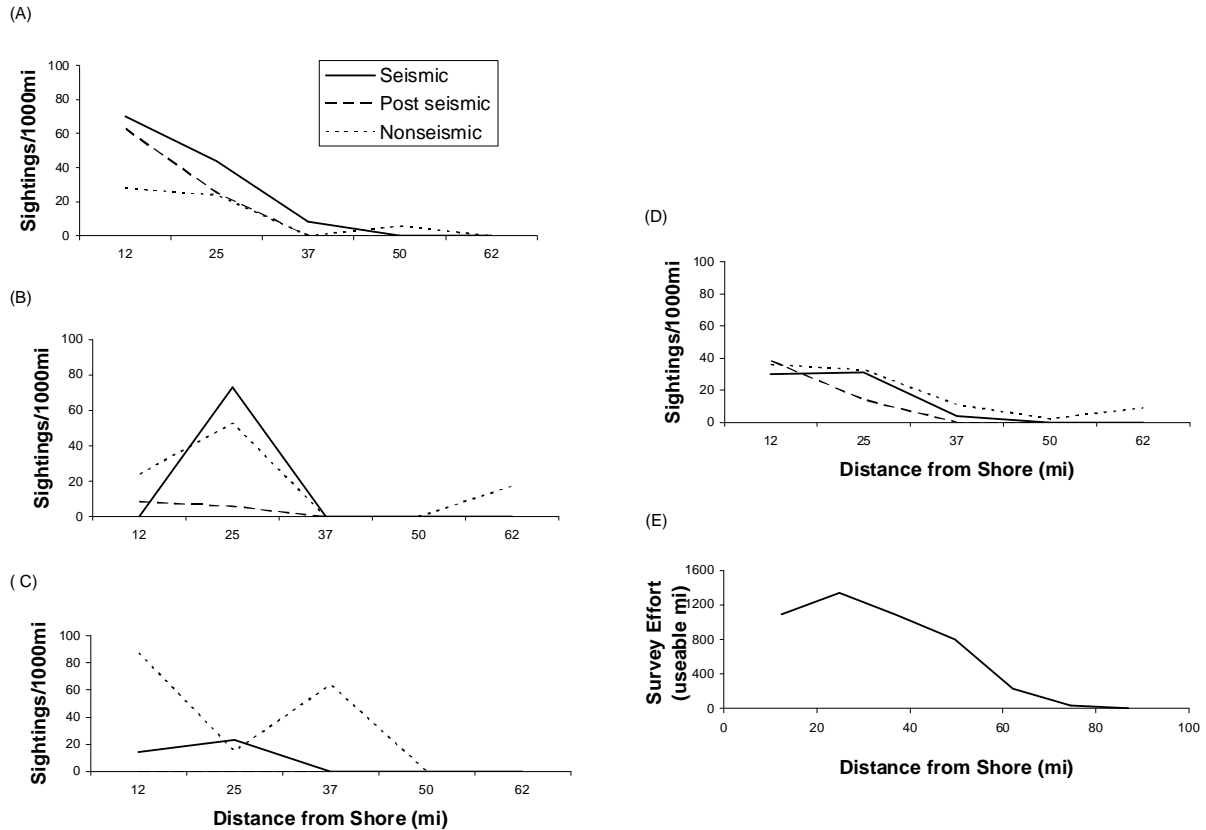 (A)
Sightings/1000mi
100
80
60
40
20
0
Seismic
Post seismic
Nonseismic
12 25 37 50 62
(B)
Sightings/1000mi
100
80
60
40
20
0
12 25 37 50 62
( C)
Sightings/1000mi
100
80
60
40
20
0
12 25 37 50 62
Distance from Shore (mi)
(D)
Sightings/1000mi
100
80
60
40
20
0
12 25 37 50 62
Distance from Shore (mi)
(E)
Survey Effort
(useable mi)
1600
1200
800
400
0
0 20 40 60 80 100
Distance from Shore (mi)